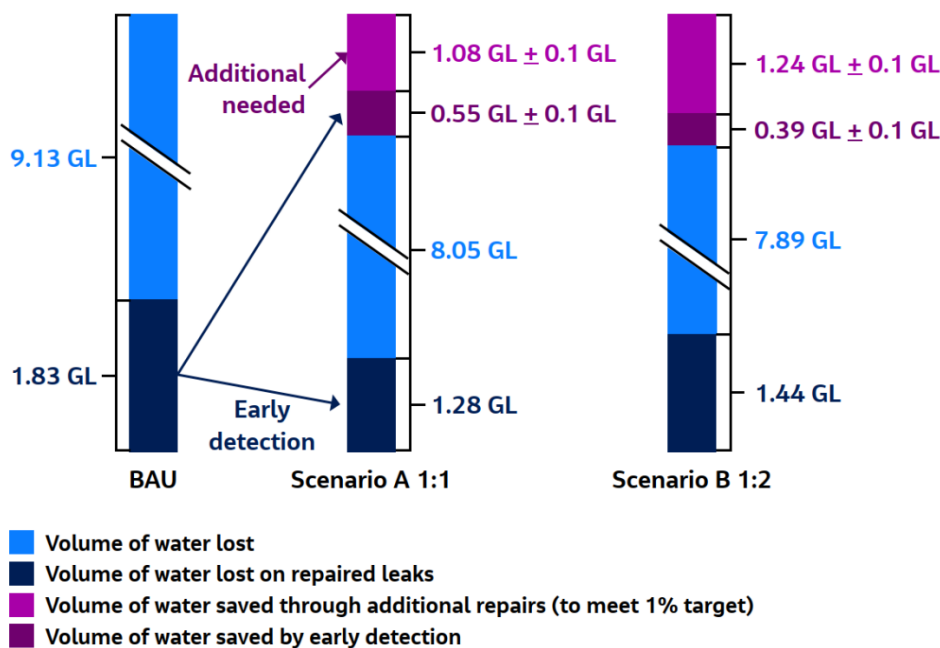 9.13 GL
1.83 GL
BAU
Additional
needed
Early
detection
1.08 GL ± 0.1 GL
0.55 GL ± 0.1 GL
8.05 GL
1.28 GL
Scenario A 1:1
1.24 GL ± 0.1 GL
0.39 GL ± 0.1 GL
7.89 GL
1.44 GL
Scenario B 1:2
Volume of water lost
Volume of water lost on repaired leaks
Volume of water saved through additional repairs (to meet 1% target)
Volume of water saved by early detection